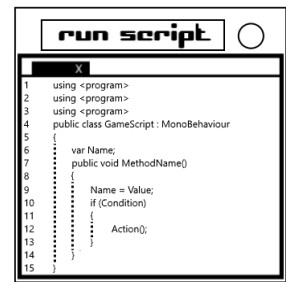 run script
X
1 using <program>
2 using <program>
3 using <program>
4 public class GameScript : MonoBehaviour
5 {
6 var Name;
7 public void MethodName()
8 {
9 Name = Value;
10 if (Condition)
11 {
12 Action();
13 }
14 }
15 }